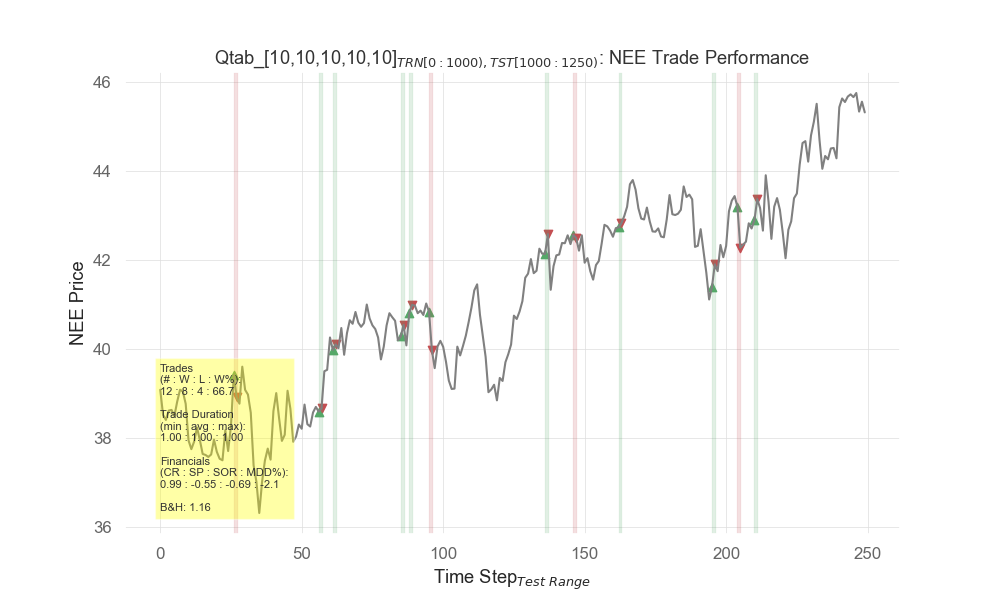 Qtab_[10,10,10,10,10]TRN[0:1000),TST[1000:1250): NEE Trade Performance
46
44
42
40
38
36
NEE Price
Trades
(# : W : L : W%):
12 : 8 : 4 : 66.7
Trade Duration
(min : avg : max):
1.00 : 1.00 : 1.00
Financials
(CR : SP : SOR : MDD%):
0.99 : -0.55 : -0.69 : -2.1
B&H: 1.16
0 50 100 150 200 250
Time StepTest Range